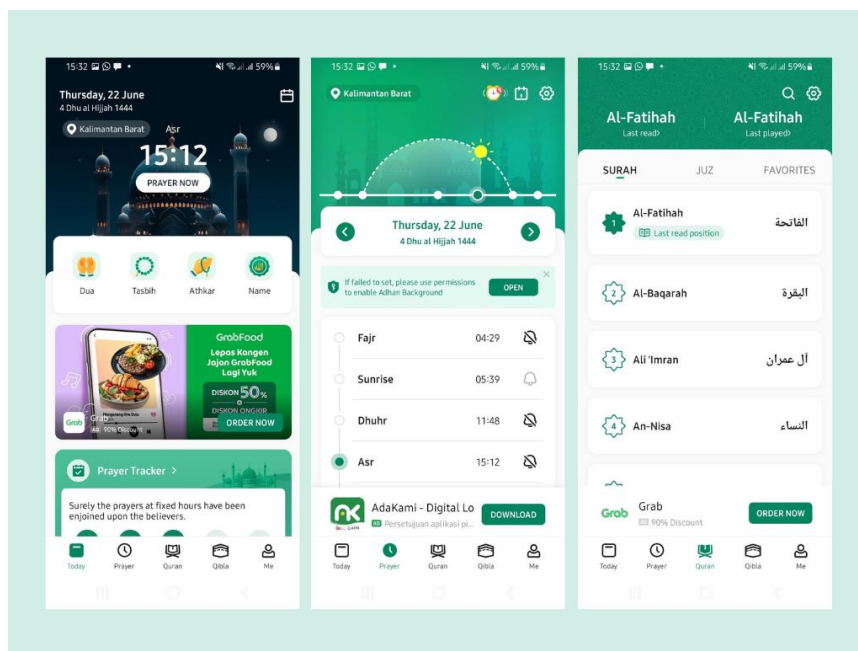 15:32
59%
Thursday, 22 June
4 Dhu al Hijjah 1444
Kalimantan Barat
Asr
15:12
PRAYER NOW
Dua
Tasbih
Athkar
Name
GrabFood
Lepas Kangen
Jajan GrabFood
Lagi Yuk
DISKON 50%
DISKON ONGKIR
Grab
Grab
AD 90% Discount
ORDER NOW
Prayer Tracker >
Surely the prayers at fixed hours have been
enjoined upon the believers.
Today
Prayer
Quran
Qibla
Me
15:32
59%
Kalimantan Barat
Thursday, 22 June
4 Dhu al Hijjah 1444
If failed to set, please use permissions
to enable Adhan Background
OPEN
Fajr 04:29
Sunrise 05:39
Dhuhr 11:48
Asr 15:12
AdaKami - Digital Lo
AD Persetujuan aplikasi pi...
DOWNLOAD
Today
Prayer
Quran
Qibla
Me
15:32
59%
Al-Fatihah
Last read>
Al-Fatihah
Last played>
SURAH
JUZ
FAVORITES
1 Al-Fatihah الفاتحة
Last read position
2 Al-Baqarah البقرة
3 Ali 'Imran آل عمران
4 An-Nisa النساء
Grab
Grab
AD 90% Discount
ORDER NOW
Today
Prayer
Quran
Qibla
Me